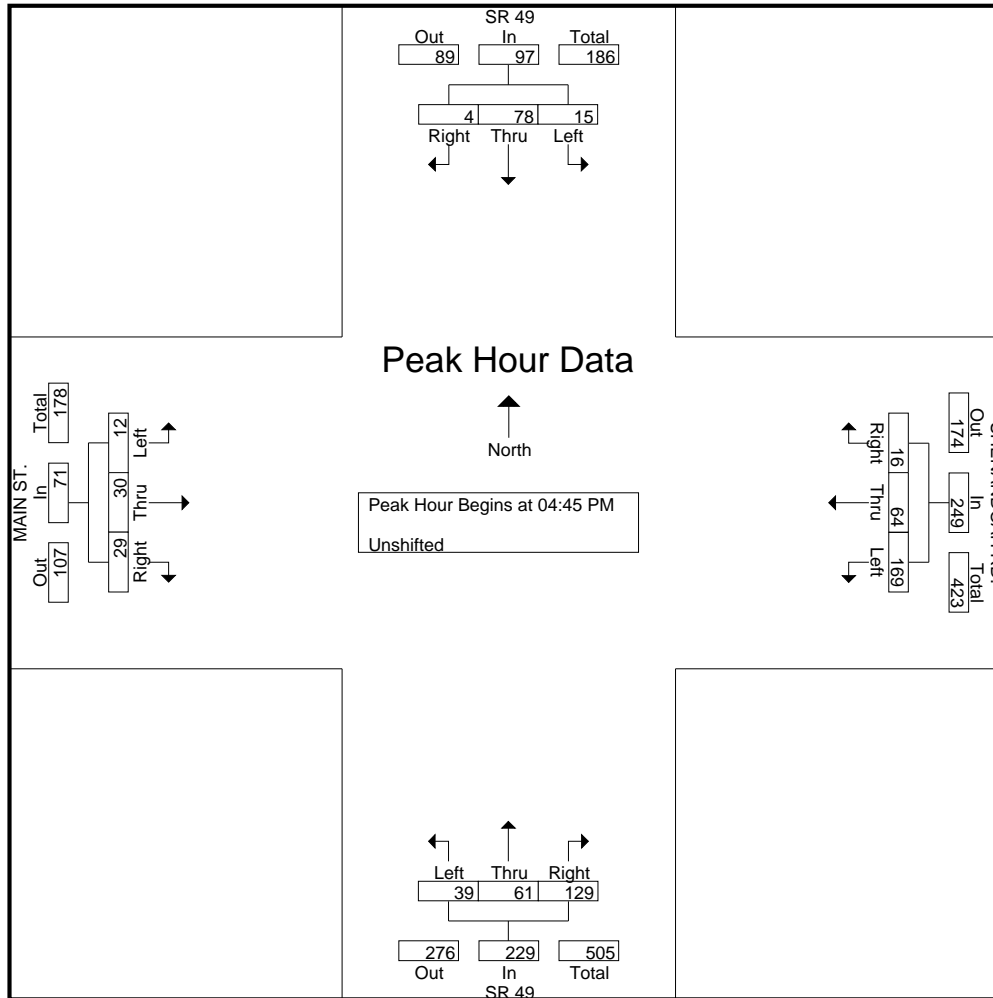 SR 49
Out In Total
89 97 186
4 78 15
Right Thru Left
Peak Hour Data
North
Peak Hour Begins at 04:45 PM
Unshifted
MAIN ST.
Total In Out
178 71 107
12 30 29
Left Thru Right
Right Thru Left
16 64 169
174 249 423
Out In Total
Left Thru Right
39 61 129
276 229 505
Out In Total
SR 49